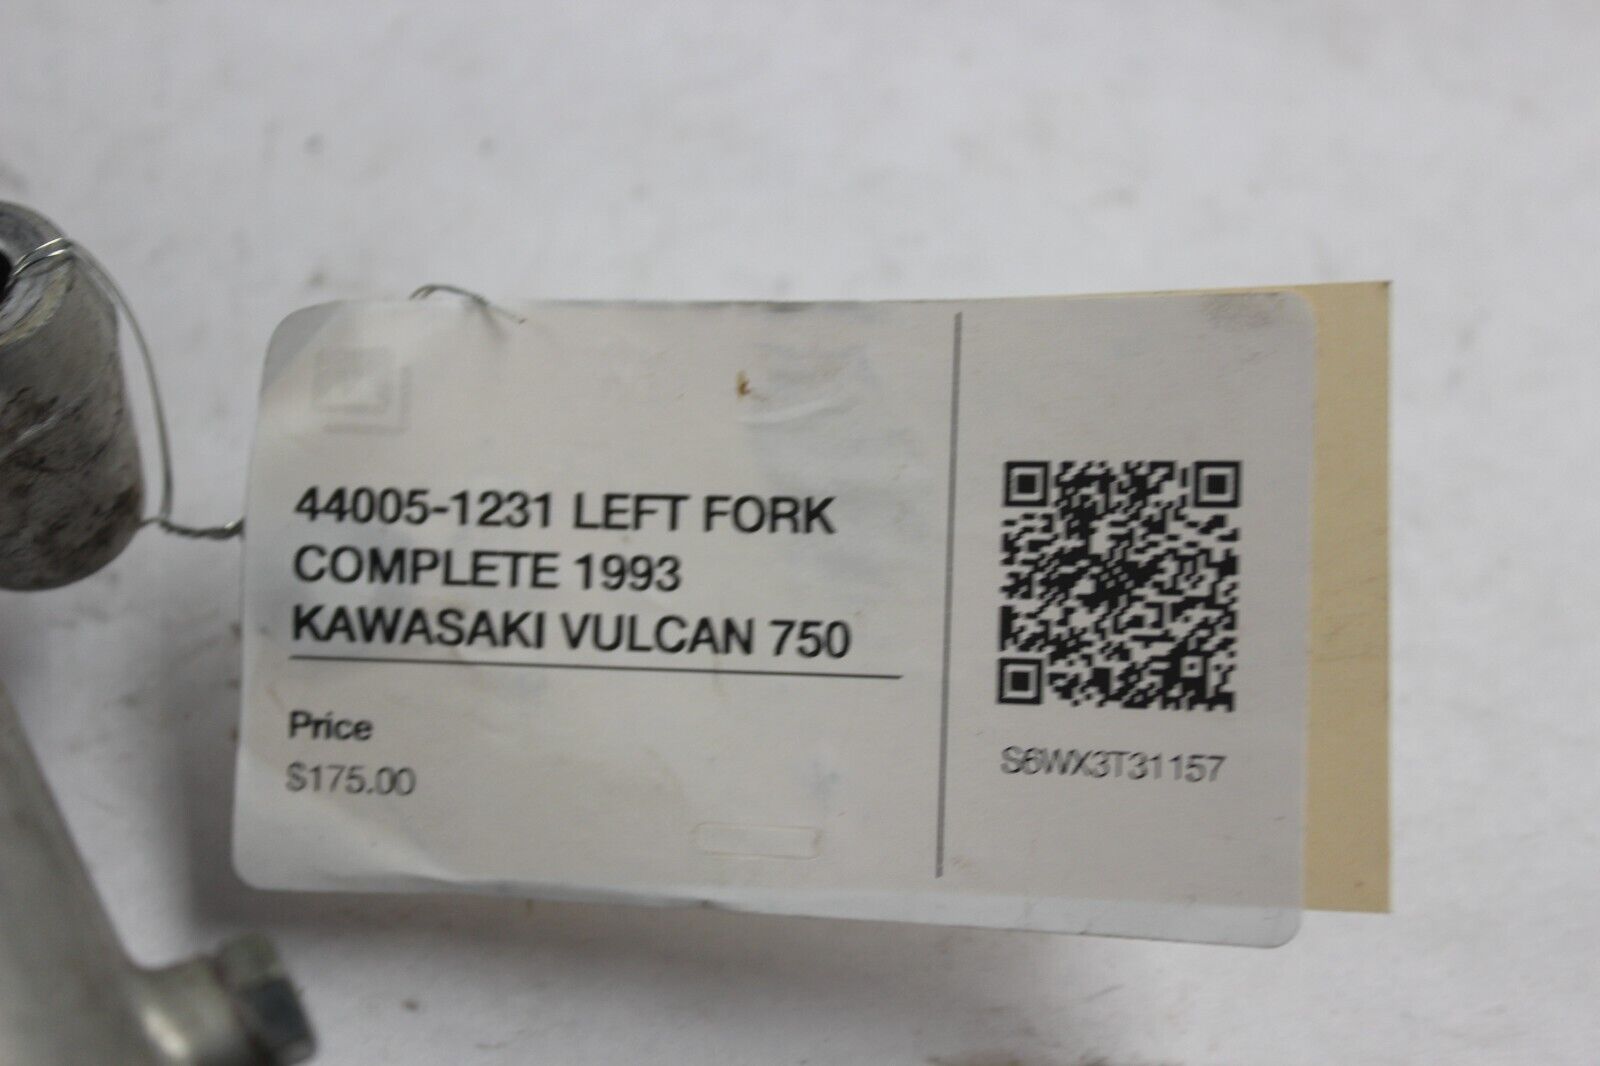 44005-1231 LEFT FORK
COMPLETE 1993
KAWASAKI VULCAN 750
Price
$175.00
S6WX3T31157